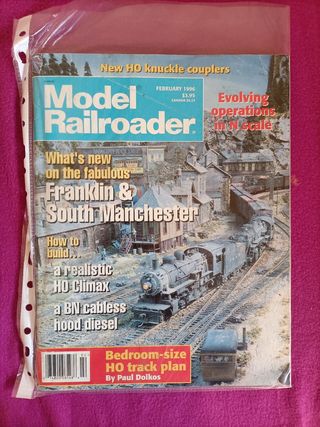 New HO knuckle couplers
Model
Railroader
FEBRUARY 1996
$3.95
Evolving
operations
in N scale
What's new
on the fabulous
Franklin &
South Manchester
How to
build...
a realistic
HO Climax
a BN cabless
hood diesel
Bedroom-size
HO track plan
By Paul Dolkos